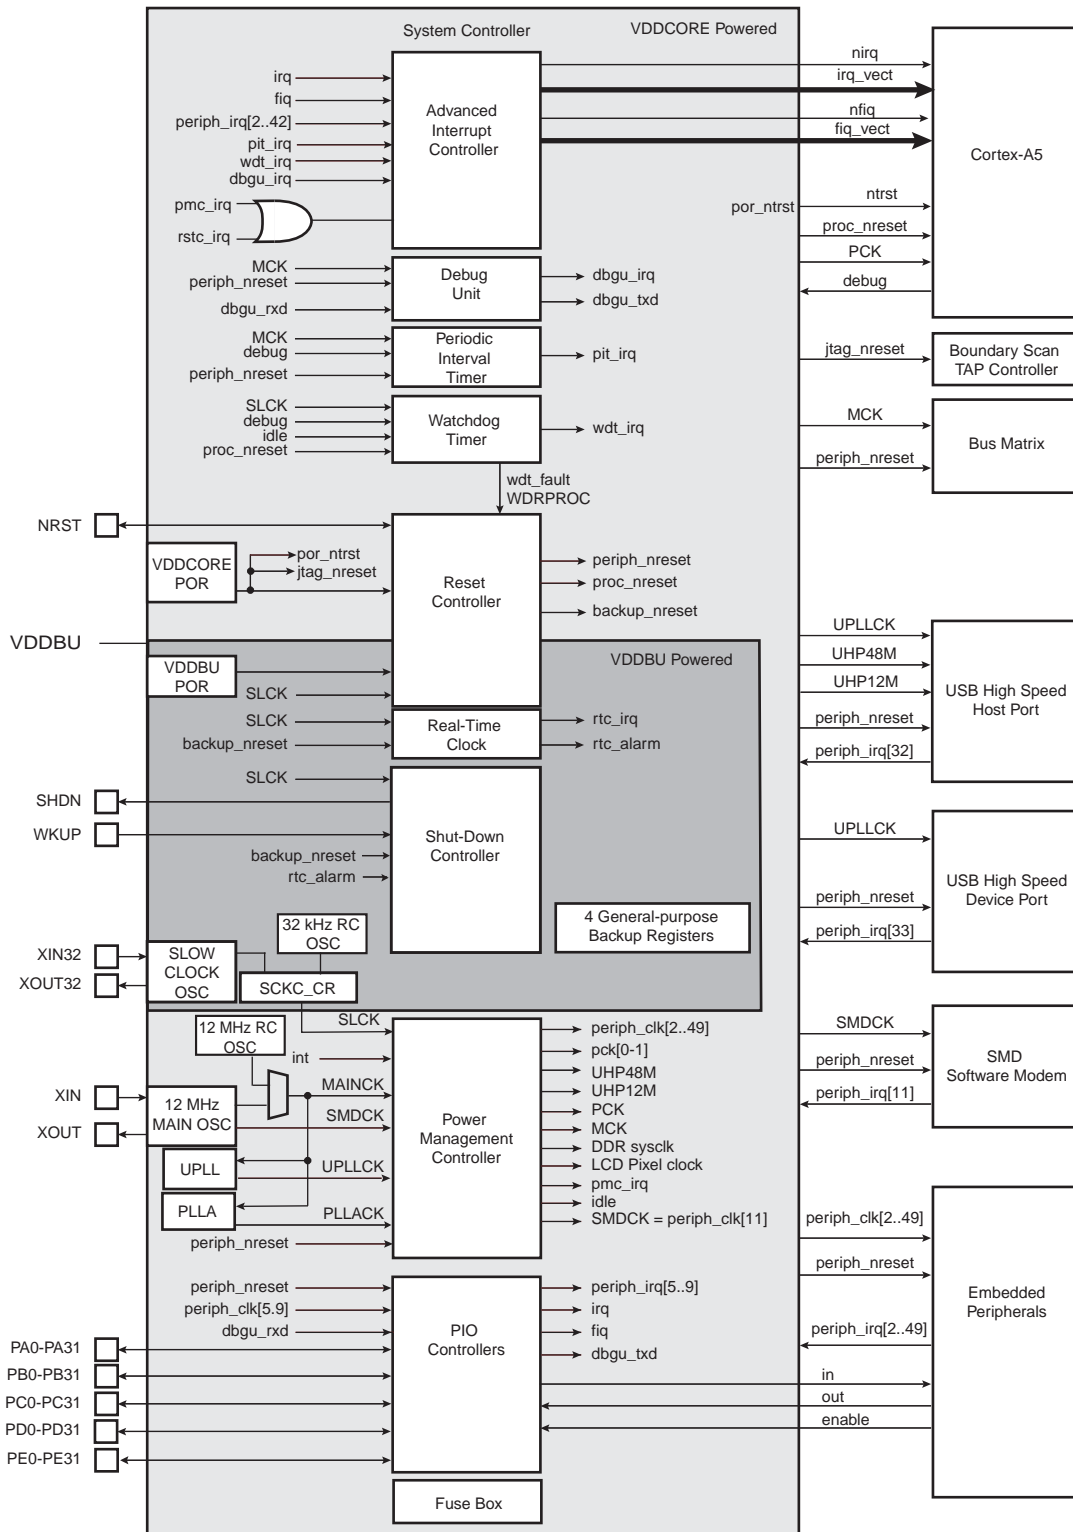 System Controller
VDDCORE Powered
irq
fiq
periph_irq[2..42]
pit_irq
wdt_irq
dbgu_irq
pmc_irq
rstc_irq
Advanced
Interrupt
Controller
nirq
irq_vect
nfiq
fiq_vect
por_ntrst
ntrst
proc_nreset
PCK
debug
Cortex-A5
MCK
periph_nreset
dbgu_rxd
Debug
Unit
dbgu_irq
dbgu_txd
MCK
debug
periph_nreset
Periodic
Interval
Timer
pit_irq
jtag_nreset
Boundary Scan
TAP Controller
SLCK
debug
idle
proc_nreset
Watchdog
Timer
wdt_irq
MCK
periph_nreset
Bus Matrix
wdt_fault
WDRPROC
NRST
VDDCORE
POR
por_ntrst
jtag_nreset
Reset
Controller
periph_nreset
proc_nreset
backup_nreset
VDDBU
VDDBU Powered
VDDBU
POR
SLCK
UPLLCK
UHP48M
UHP12M
periph_nreset
periph_irq[32]
USB High Speed
Host Port
SLCK
backup_nreset
Real-Time
Clock
rtc_irq
rtc_alarm
SLCK
SHDN
WKUP
backup_nreset
rtc_alarm
Shut-Down
Controller
UPLLCK
periph_nreset
periph_irq[33]
USB High Speed
Device Port
4 General-purpose
Backup Registers
32 kHz RC
OSC
XIN32
XOUT32
SLOW
CLOCK
OSC
SCKC_CR
SLCK
12 MHz RC
OSC
int
XIN
XOUT
12 MHz
MAIN OSC
MAINCK
SMDCK
UPLL
UPLLCK
PLLA
PLLACK
periph_nreset
Power
Management
Controller
periph_clk[2..49]
pck[0-1]
UHP48M
UHP12M
PCK
MCK
DDR sysclk
LCD Pixel clock
pmc_irq
idle
SMDCK = periph_clk[11]
SMDCK
periph_nreset
periph_irq[11]
SMD
Software Modem
periph_nreset
periph_clk[5.9]
dbgu_rxd
PA0-PA31
PB0-PB31
PC0-PC31
PD0-PD31
PE0-PE31
PIO
Controllers
periph_irq[5..9]
irq
fiq
dbgu_txd
periph_clk[2..49]
periph_nreset
periph_irq[2..49]
in
out
enable
Embedded
Peripherals
Fuse Box